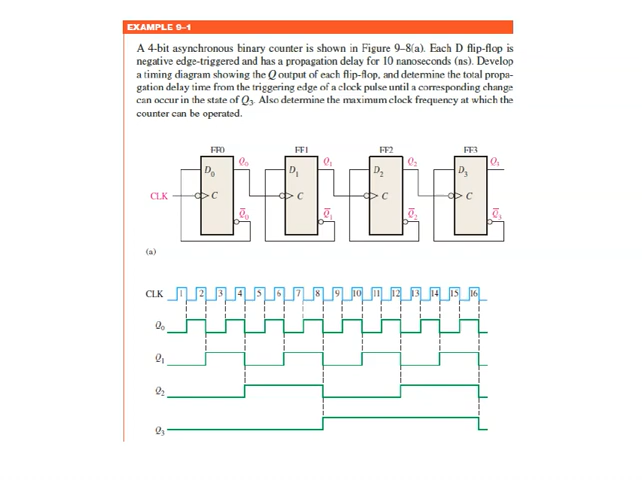 EXAMPLE 9–1
A 4-bit asynchronous binary counter is shown in Figure 9–8(a). Each D flip-flop is
negative edge-triggered and has a propagation delay for 10 nanoseconds (ns). Develop
a timing diagram showing the Q output of each flip-flop, and determine the total propa-
gation delay time from the triggering edge of a clock pulse until a corresponding change
can occur in the state of Q₃. Also determine the maximum clock frequency at which the
counter can be operated.
FF0 FF1 FF2 FF3
Q₀ Q₁ Q₂ Q₃
D₀ D₁ D₂ D₃
CLK C C C C
Q̅₀ Q̅₁ Q̅₂ Q̅₃
(a)
CLK 1 2 3 4 5 6 7 8 9 10 11 12 13 14 15 16
Q₀
Q₁
Q₂
Q₃